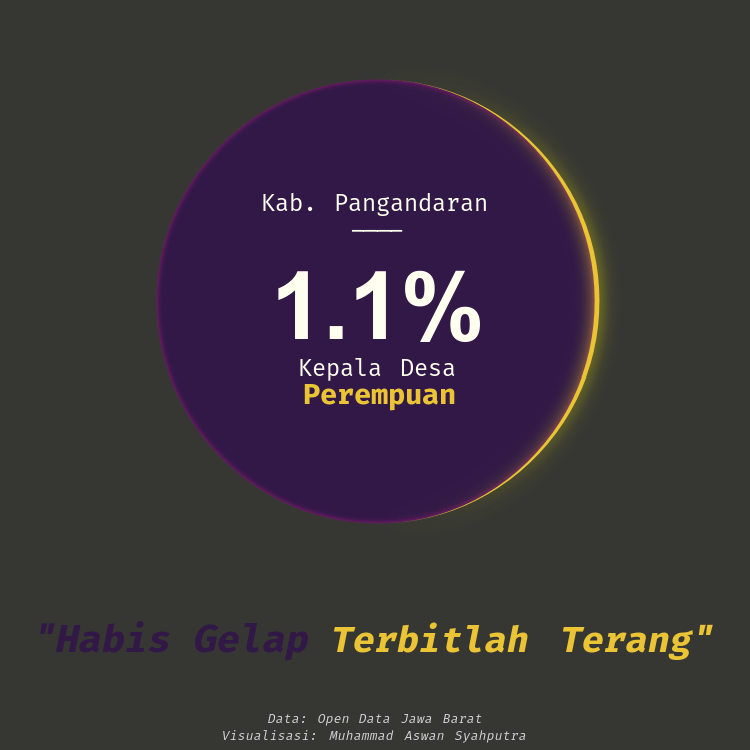 Kab. Pangandaran
1.1%
Kepala Desa
Perempuan
"Habis Gelap Terbitlah Terang"
Data: Open Data Jawa Barat
Visualisasi: Muhammad Aswan Syahputra